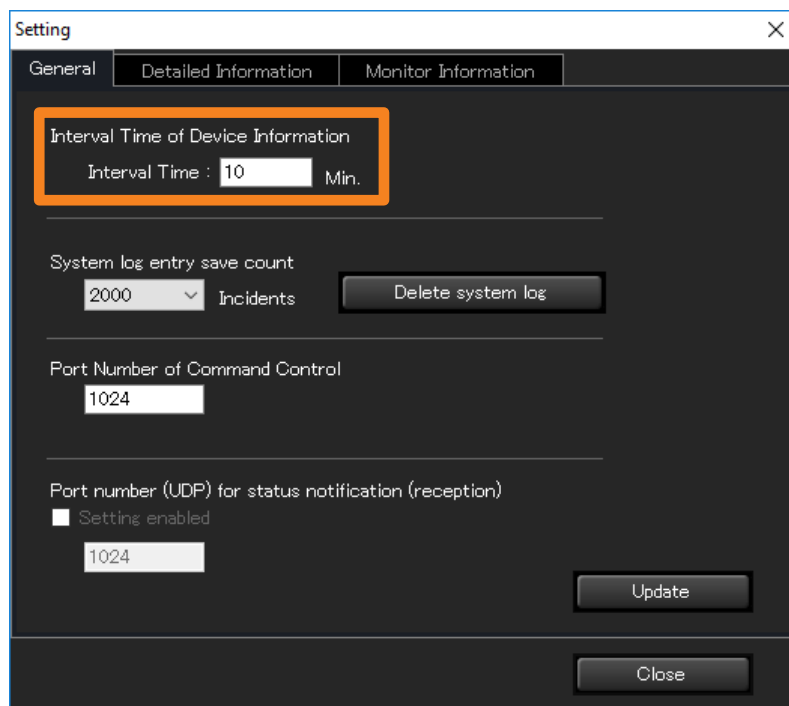 Setting
General Detailed Information Monitor Information
Interval Time of Device Information
Interval Time : 10 Min.
System log entry save count
2000 Incidents Delete system log
Port Number of Command Control
1024
Port number (UDP) for status notification (reception)
Setting enabled
1024
Update
Close